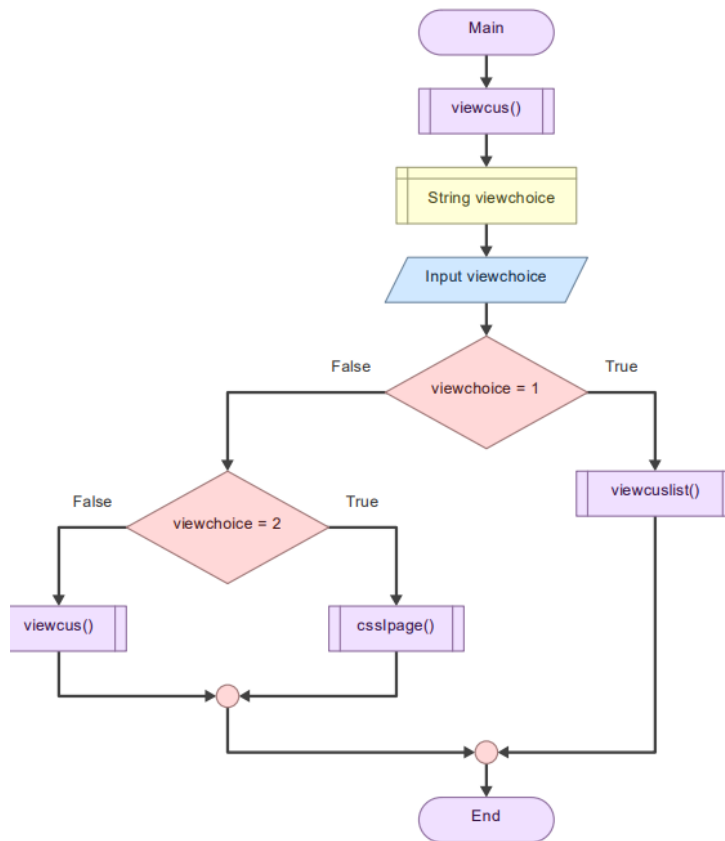 Main
viewcus()
String viewchoice
Input viewchoice
False
True
viewchoice = 1
viewcuslist()
False
True
viewchoice = 2
viewcus()
csslpage()
End